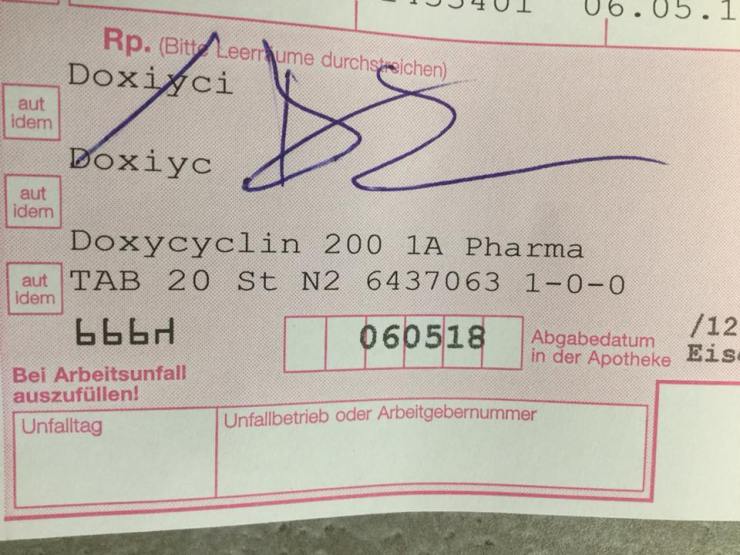 06.05.1
Rp. (Bitte Leerräume durchstreichen)
Doxiyci
aut
idem
Doxiyc
aut
idem
Doxycyclin 200 1A Pharma
aut
idem
TAB 20 St N2 6437063 1-0-0
060518
Abgabedatum
in der Apotheke
/12
Eis
Bei Arbeitsunfall
auszufüllen!
Unfalltag
Unfallbetrieb oder Arbeitgebernummer